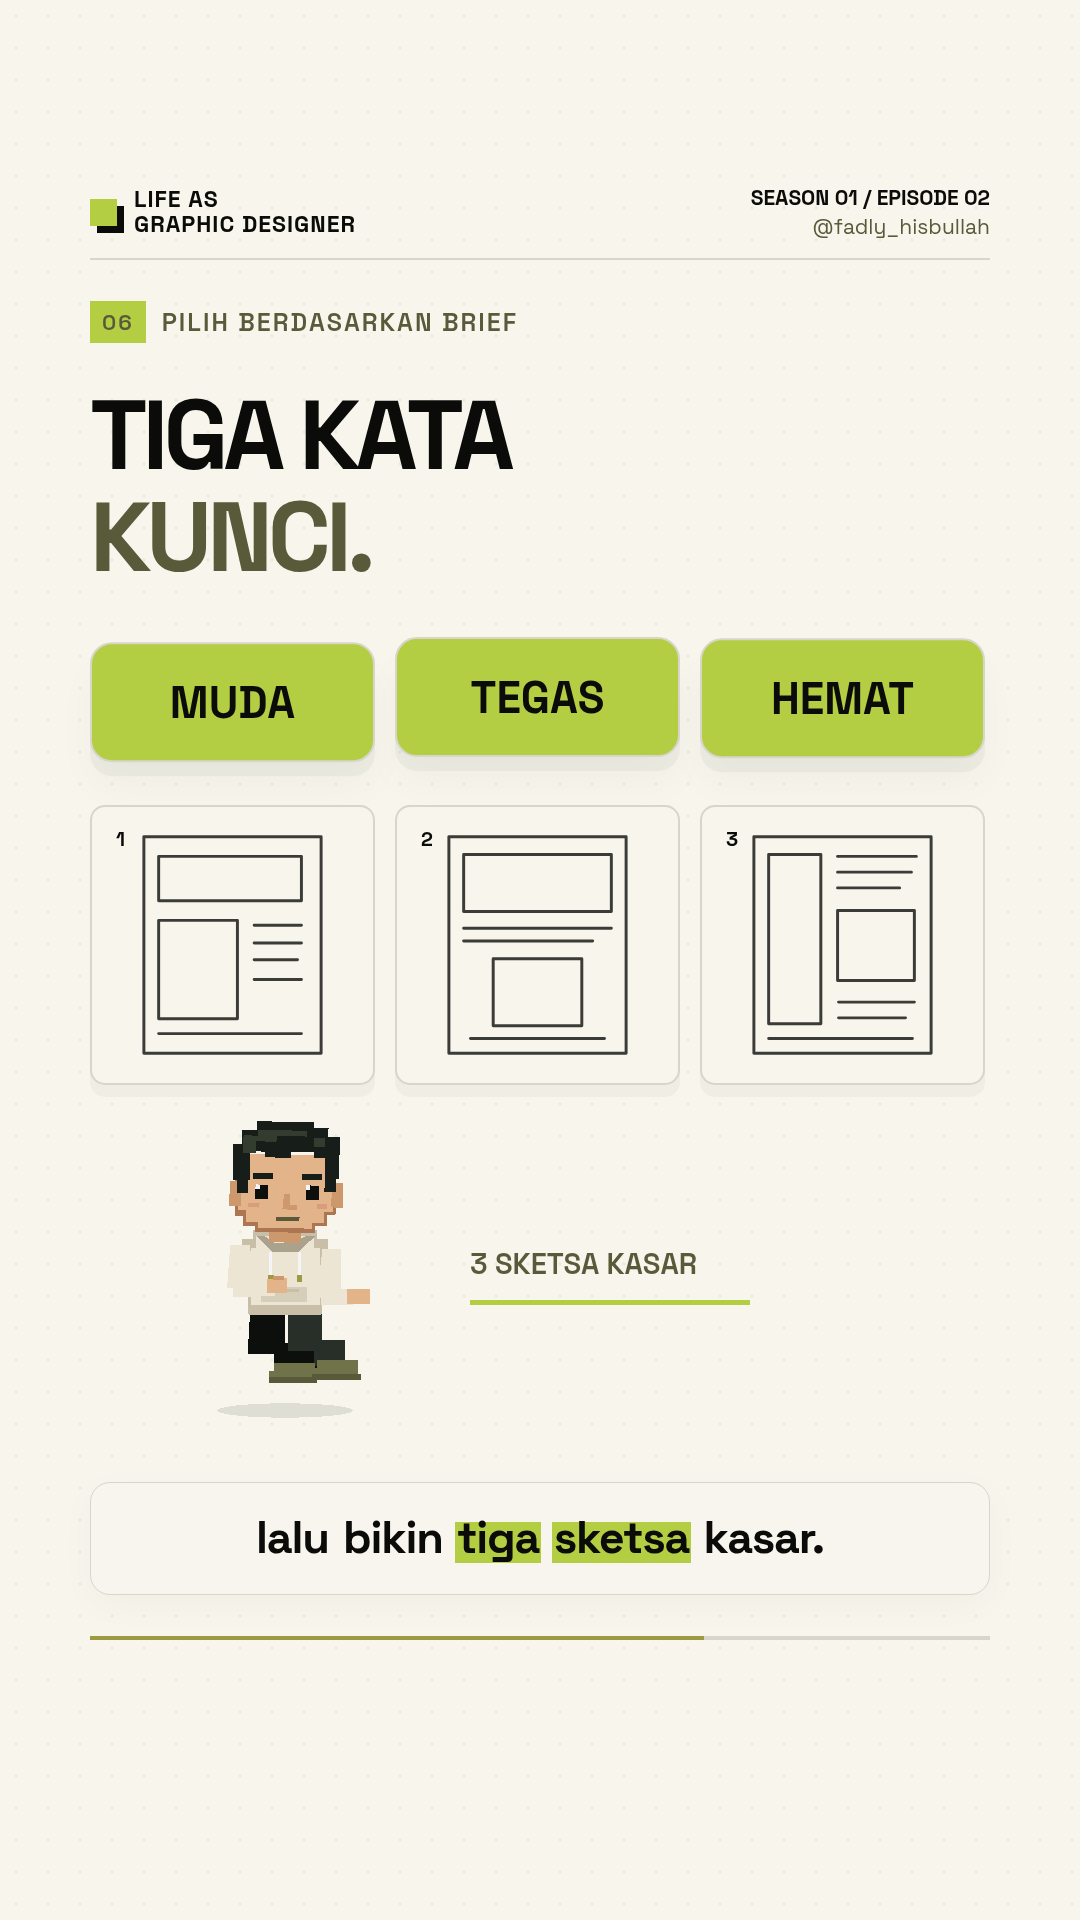 LIFE AS
GRAPHIC DESIGNER
SEASON 01 / EPISODE 02
@fadly_hisbullah
06 PILIH BERDASARKAN BRIEF
TIGA KATA
KUNCI.
MUDA
TEGAS
HEMAT
1
2
3
3 SKETSA KASAR
lalu bikin tiga sketsa kasar.